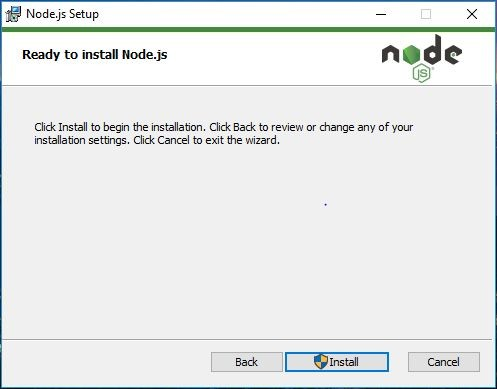 Node.js Setup
Ready to install Node.js
node
JS
Click Install to begin the installation. Click Back to review or change any of your
installation settings. Click Cancel to exit the wizard.
Back
Install
Cancel